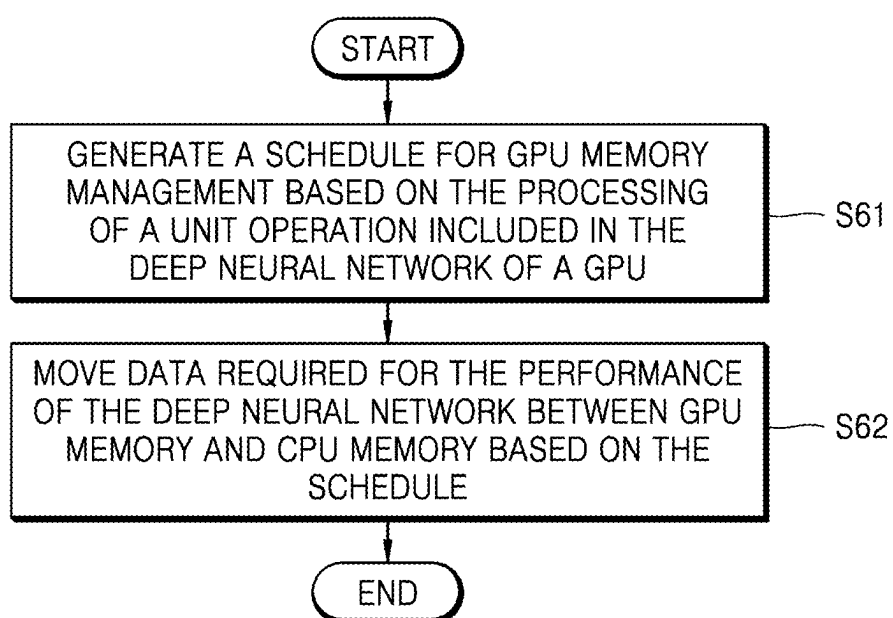 START
GENERATE A SCHEDULE FOR GPU MEMORY
MANAGEMENT BASED ON THE PROCESSING
OF A UNIT OPERATION INCLUDED IN THE
DEEP NEURAL NETWORK OF A GPU
S61
MOVE DATA REQUIRED FOR THE PERFORMANCE
OF THE DEEP NEURAL NETWORK BETWEEN GPU
MEMORY AND CPU MEMORY BASED ON THE
SCHEDULE
S62
END